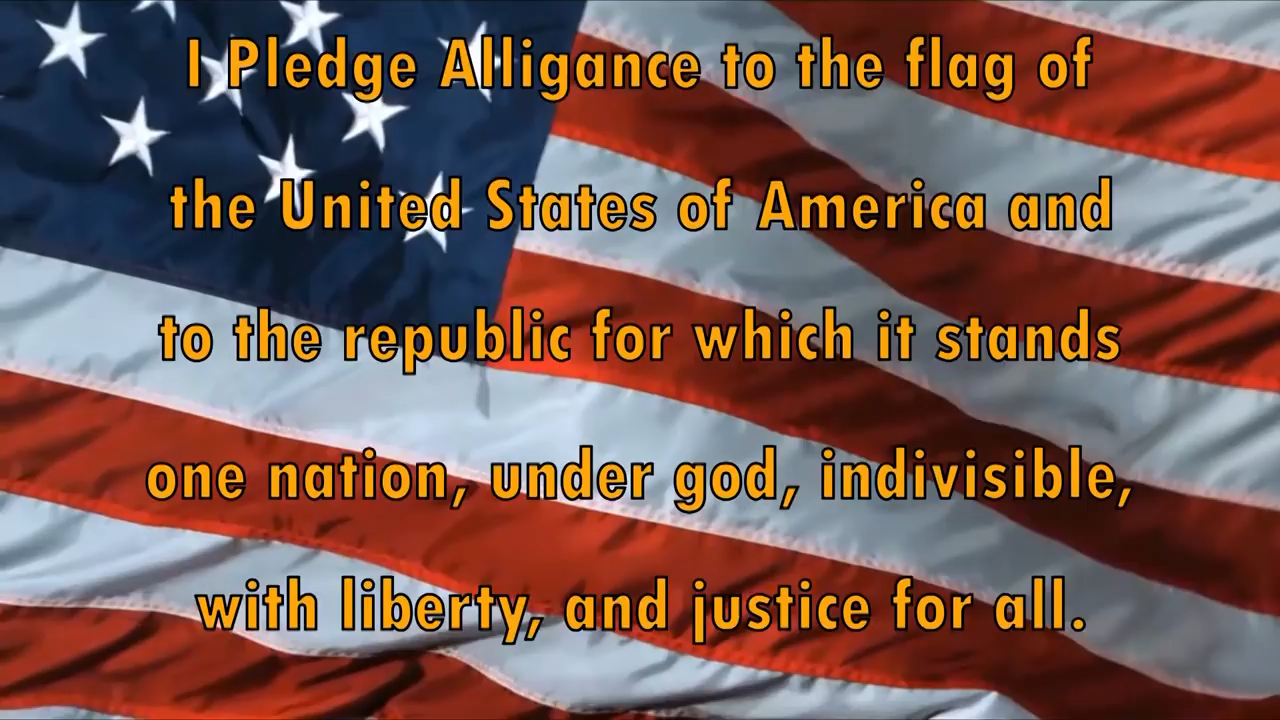 I Pledge Alligance to the flag of
the United States of America and
to the republic for which it stands
one nation, under god, indivisible,
with liberty, and justice for all.